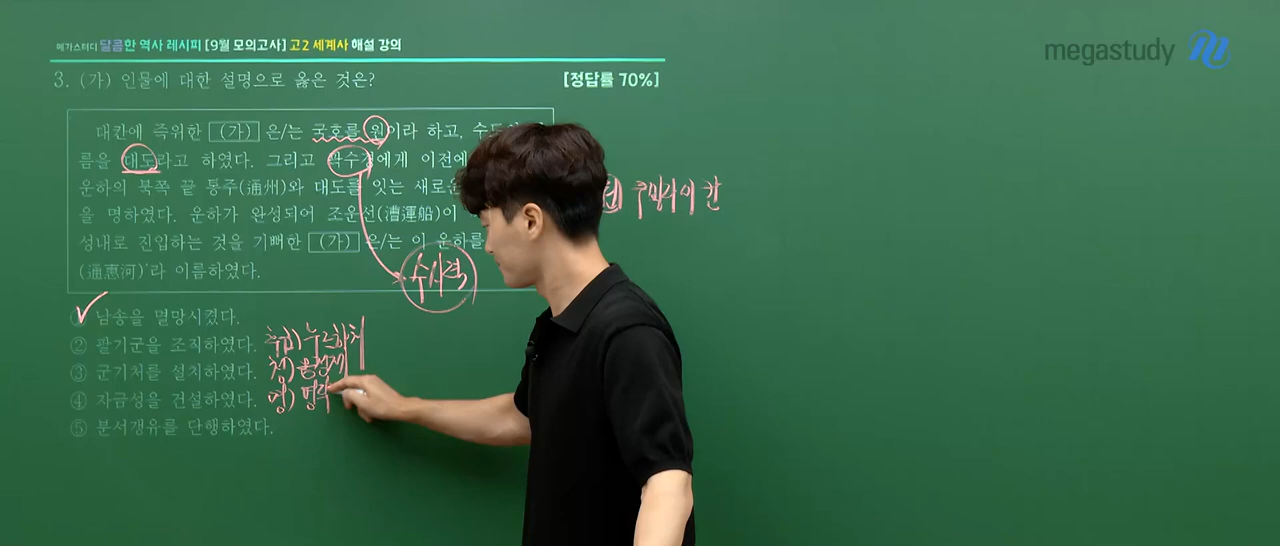 메가스터디 달콤한 역사 레시피 [9월 모의고사] 고2 세계사 해설 강의
megastudy
3. (가) 인물에 대한 설명으로 옳은 것은?
[정답률 70%]
대칸에 즉위한 (가) 은/는 국호를 원이라 하고,
름을 대도라고 하였다. 그리고 곽수경에게 이전에
운하의 북쪽 끝 통주(通州)와 대도를 잇는 새로운
을 명하였다. 운하가 완성되어 조운선(漕運船)이
성내로 진입하는 것을 기뻐한 (가) 은/는 이 운하를
(通惠河)'라 이름하였다.
수시력
① 남송을 멸망시켰다.
② 팔기군을 조직하였다.
③ 군기처를 설치하였다. 청) 옹정제
④ 자금성을 건설하였다. 명)
⑤ 분서갱유를 단행하였다.